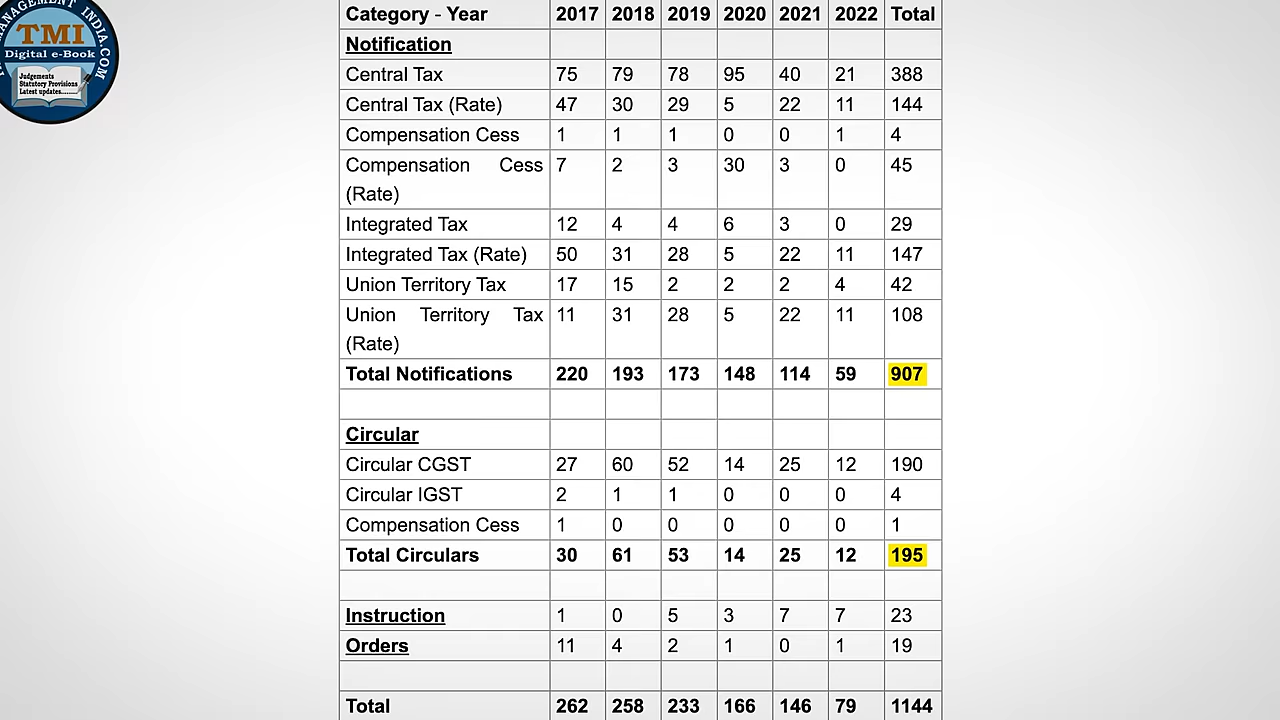 MANAGEMENT INDIA.COM
TMI
Digital e-Book
Judgements
Statutory Provisions
Latest updates.......
Category - Year 2017 2018 2019 2020 2021 2022 Total
Notification
Central Tax 75 79 78 95 40 21 388
Central Tax (Rate) 47 30 29 5 22 11 144
Compensation Cess 1 1 1 0 0 1 4
Compensation Cess 7 2 3 30 3 0 45
(Rate)
Integrated Tax 12 4 4 6 3 0 29
Integrated Tax (Rate) 50 31 28 5 22 11 147
Union Territory Tax 17 15 2 2 2 4 42
Union Territory Tax 11 31 28 5 22 11 108
(Rate)
Total Notifications 220 193 173 148 114 59 907
Circular
Circular CGST 27 60 52 14 25 12 190
Circular IGST 2 1 1 0 0 0 4
Compensation Cess 1 0 0 0 0 0 1
Total Circulars 30 61 53 14 25 12 195
Instruction 1 0 5 3 7 7 23
Orders 11 4 2 1 0 1 19
Total 262 258 233 166 146 79 1144